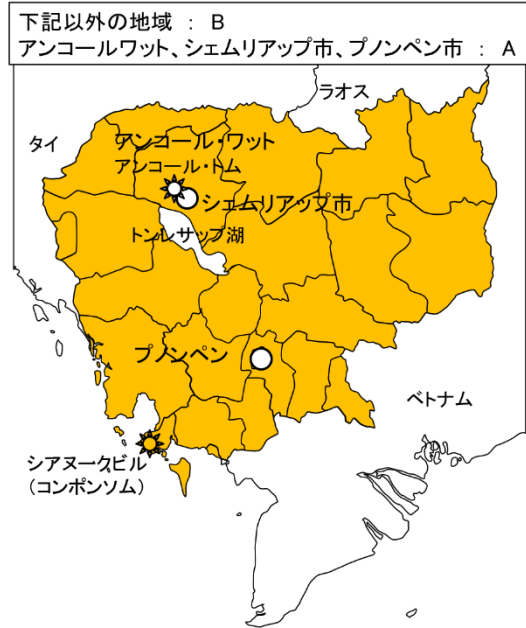 下記以外の地域 : B
アンコールワット、シェムリアップ市、プノンペン市 : A
ラオス
タイ
アンコール・ワット
アンコール・トム
シェムリアップ市
トンレサップ湖
プノンペン
ベトナム
シアヌークビル
(コンポンソム)